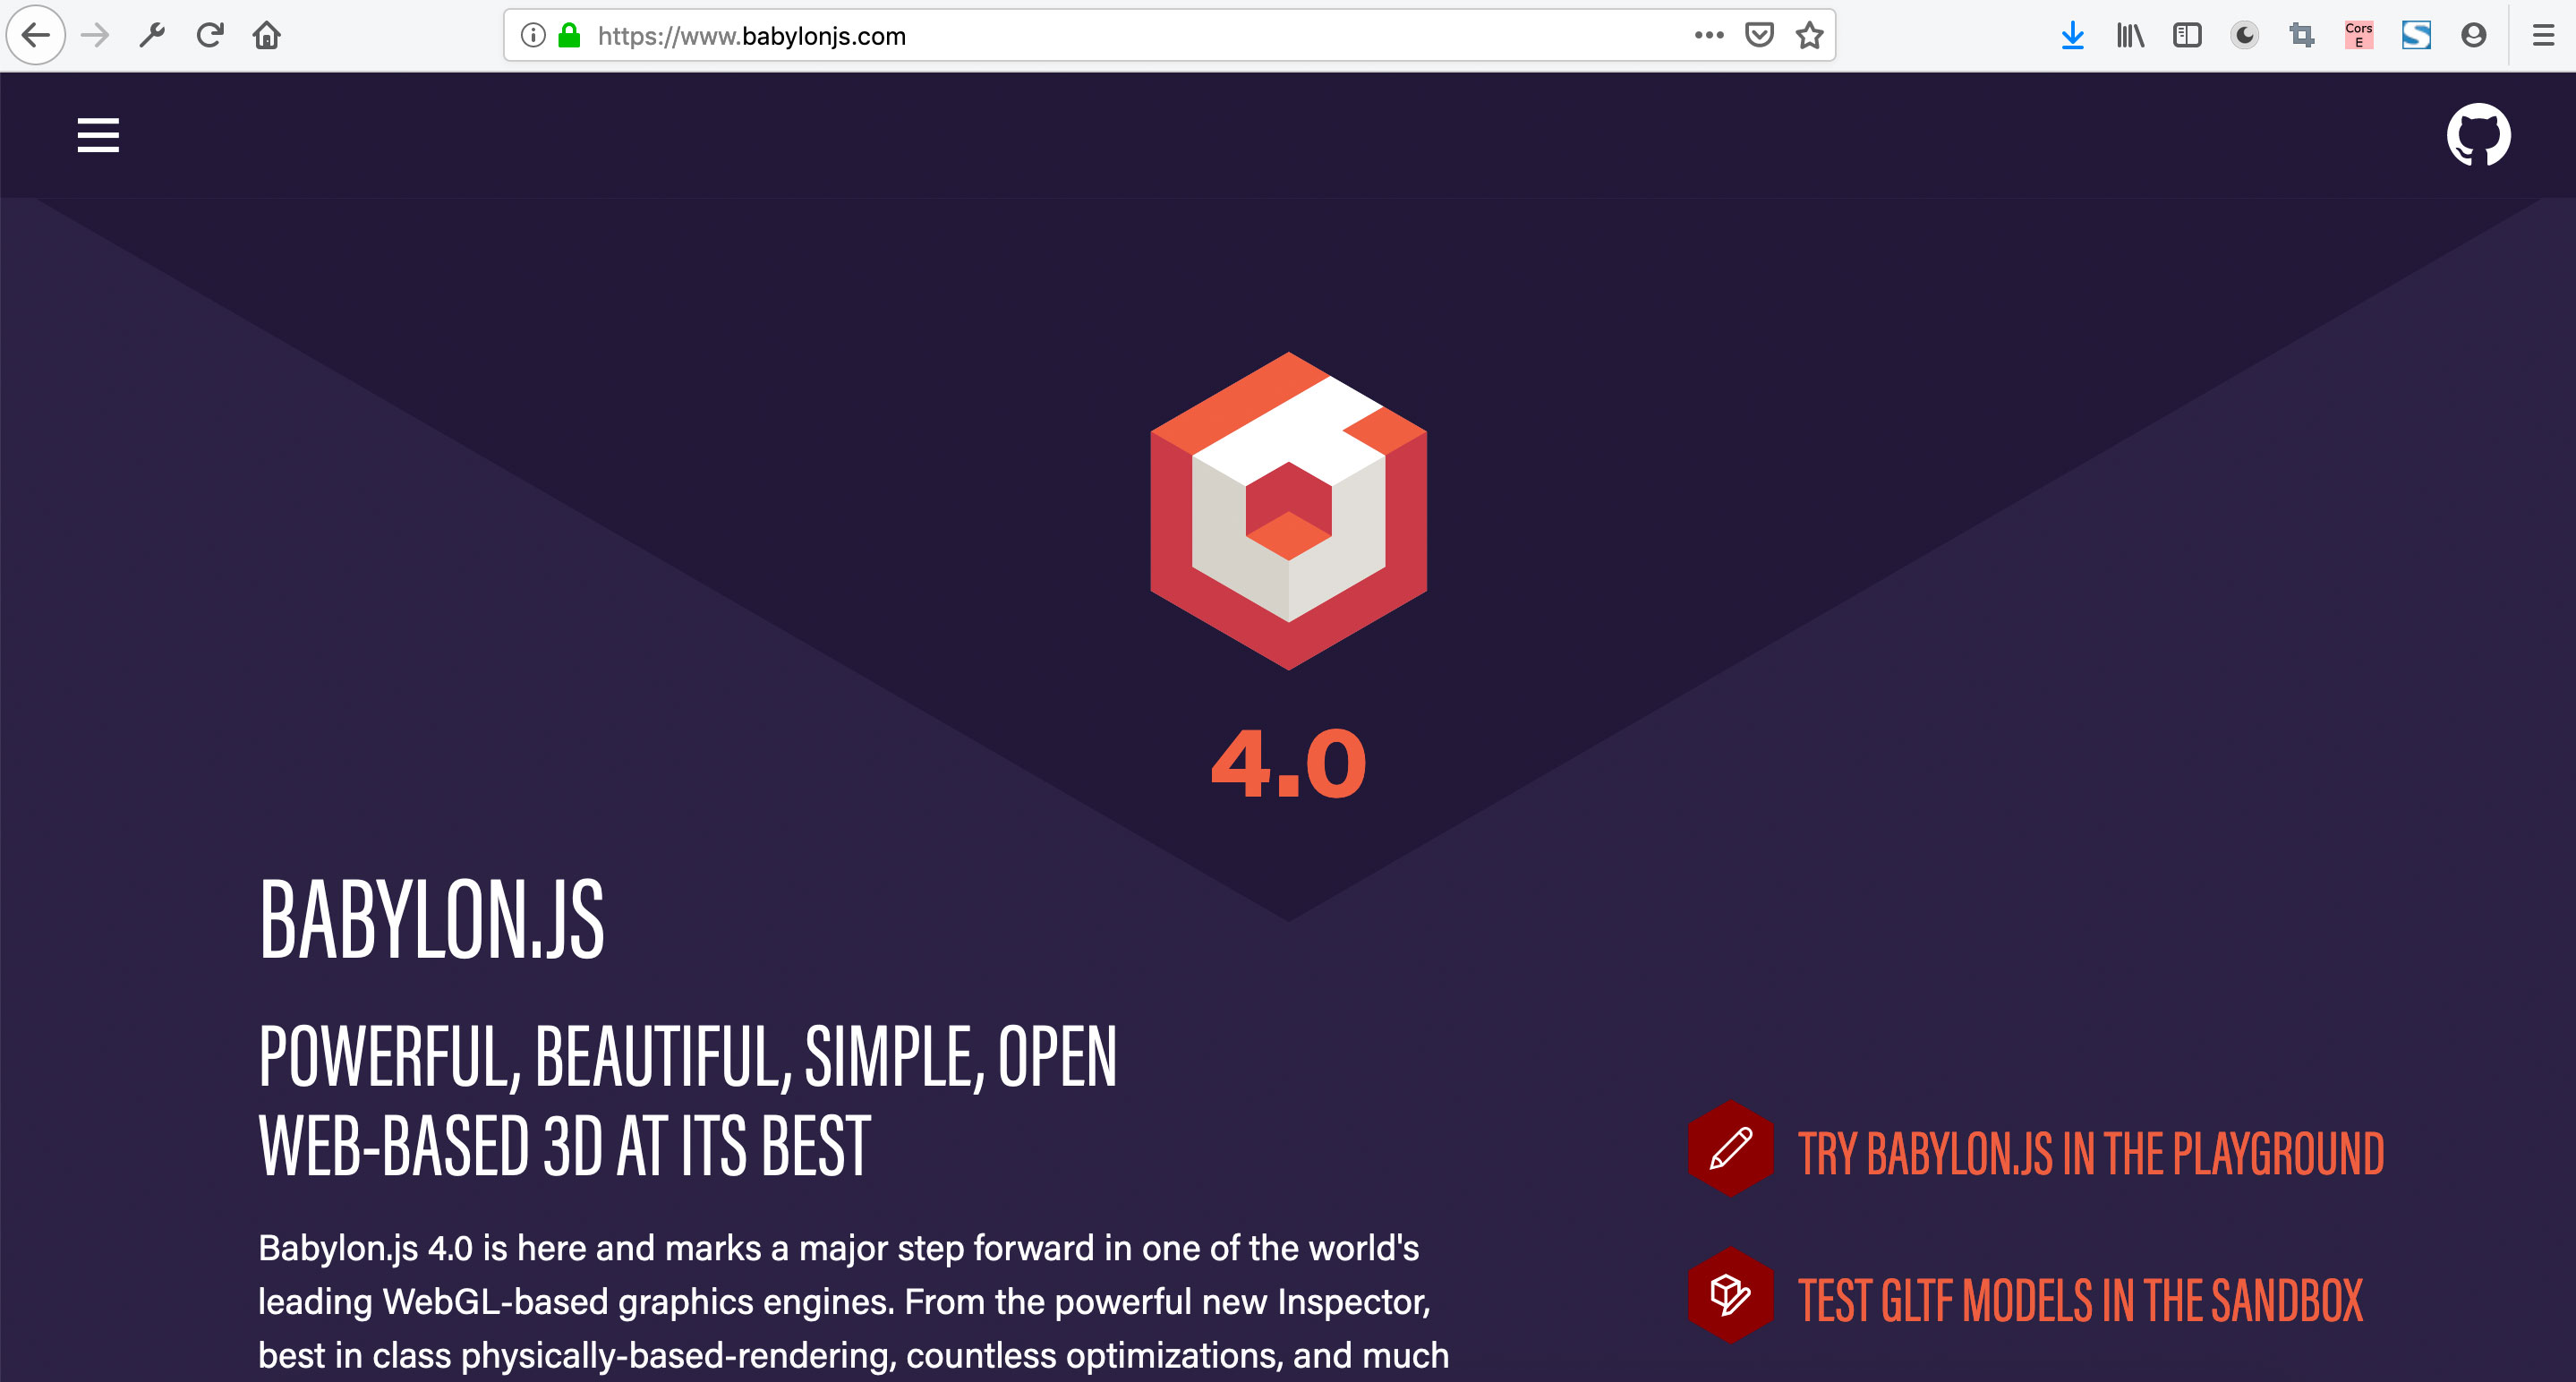 https://www.babylonjs.com
Cors
E
4.0
BABYLON.JS
POWERFUL, BEAUTIFUL, SIMPLE, OPEN
WEB-BASED 3D AT ITS BEST
Babylon.js 4.0 is here and marks a major step forward in one of the world's
leading WebGL-based graphics engines. From the powerful new Inspector,
best in class physically-based-rendering, countless optimizations, and much
TRY BABYLON.JS IN THE PLAYGROUND
TEST GLTF MODELS IN THE SANDBOX